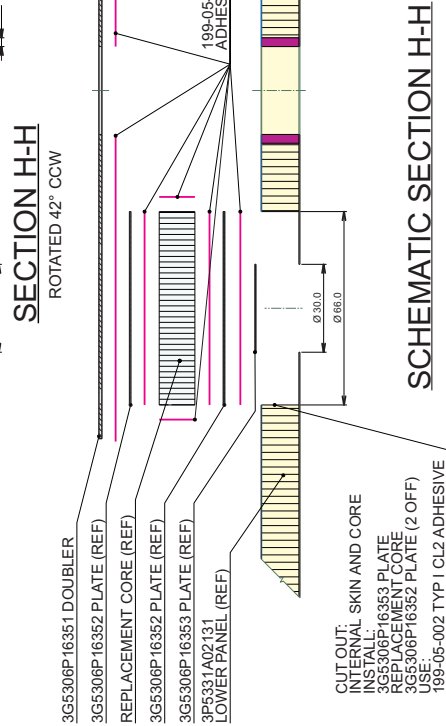 SECTION H-H
ROTATED 42° CCW
199-05-
ADHES
3G5306P16351 DOUBLER
3G5306P16352 PLATE (REF)
REPLACEMENT CORE (REF)
3G5306P16352 PLATE (REF)
3G5306P16353 PLATE (REF)
3P5331A02131
LOWER PANEL (REF)
Ø30.0
Ø66.0
CUT OUT:
INTERNAL SKIN AND CORE
INSTALL:
3G5306P16353 PLATE
REPLACEMENT CORE
3G5306P16352 PLATE (2 OFF)
USE:
199-05-002 TYP I CL2 ADHESIVE
SCHEMATIC SECTION H-H